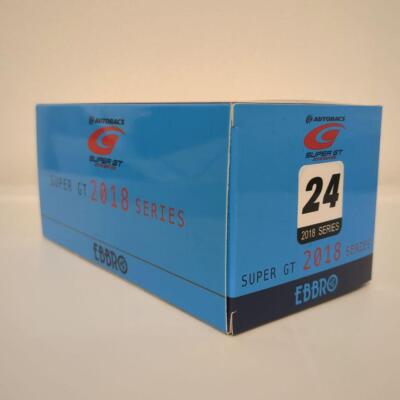 AUTOBACS
SUPER GT
SUPER GT 2018 SERIES
EBBRO
AUTOBACS
SUPER GT
24
2018 SERIES
SUPER GT 2018 SERIES
EBBRO